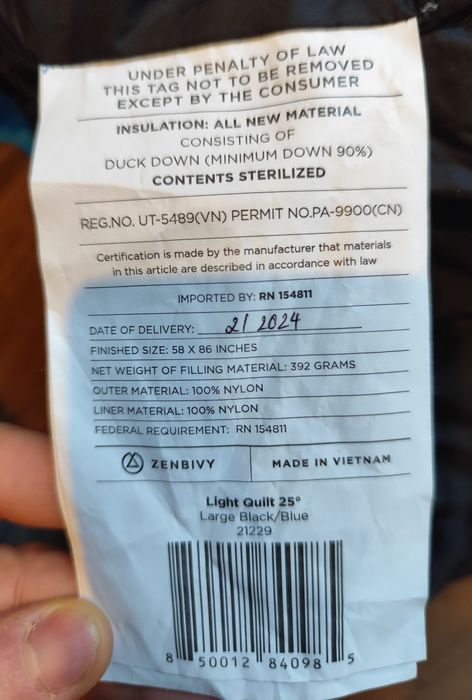 UNDER PENALTY OF LAW
THIS TAG NOT TO BE REMOVED
EXCEPT BY THE CONSUMER
INSULATION: ALL NEW MATERIAL
CONSISTING OF
DUCK DOWN (MINIMUM DOWN 90%)
CONTENTS STERILIZED
REG.NO. UT-5489(VN) PERMIT NO.PA-9900(CN)
Certification is made by the manufacturer that materials
in this article are described in accordance with law
IMPORTED BY: RN 154811
DATE OF DELIVERY: 2/ 2024
FINISHED SIZE: 58 X 86 INCHES
NET WEIGHT OF FILLING MATERIAL: 392 GRAMS
OUTER MATERIAL: 100% NYLON
LINER MATERIAL: 100% NYLON
FEDERAL REQUIREMENT: RN 154811
ZENBIVY MADE IN VIETNAM
Light Quilt 25°
Large Black/Blue
21229
8 50012 84098 5